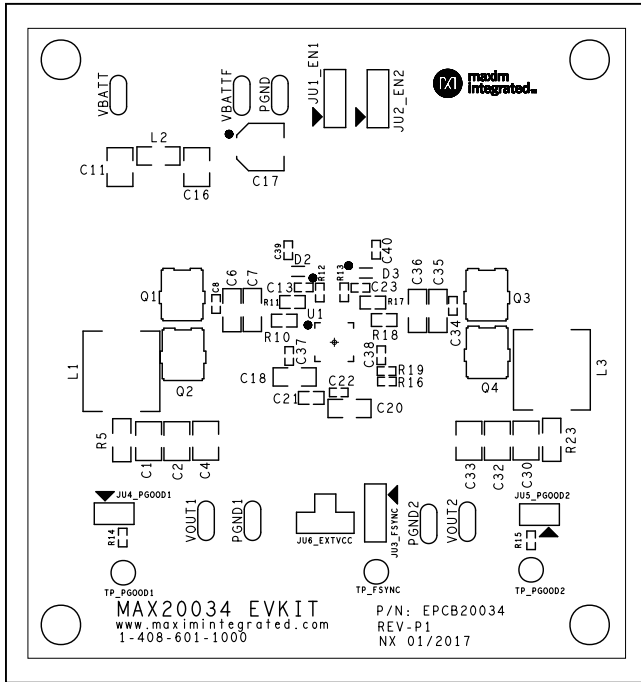 VBATT
VBATTF
PGND
JU1_EN1
JU2_EN2
maxim
integrated™
L2
C11
C16
C17
C39
C40
D2
R12
R13
D3
C36
C35
C13
C23
Q1
C8
C6
C7
R11
R17
C34
Q3
U1
R10
R18
L1
Q2
C37
C38
Q4
L3
C18
R19
R16
C22
C21
C20
R5
C1
C2
C4
C33
C32
C30
R23
JU4_PGOOD1
R14
VOUT1
PGND1
JU6_EXTVCC
JU3_FSYNC
PGND2
VOUT2
JU5_PGOOD2
R15
TP_PGOOD1
TP_FSYNC
TP_PGOOD2
MAX20034 EVKIT
www.maximintegrated.com
1-408-601-1000
P/N: EPCB20034
REV-P1
NX 01/2017